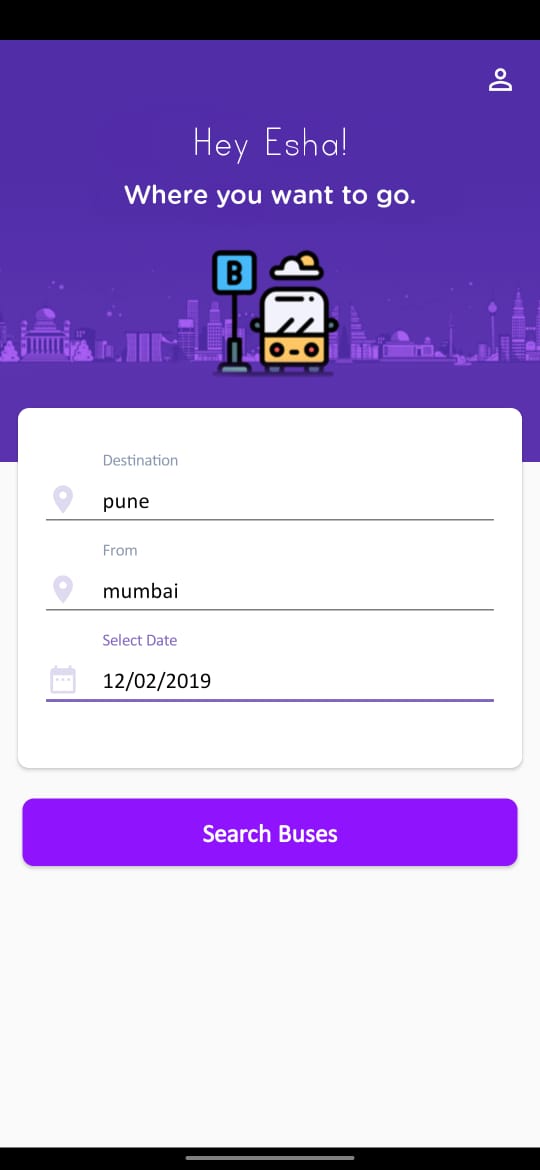 Hey Esha!
Where you want to go.
B
Destination
pune
From
mumbai
Select Date
12/02/2019
Search Buses